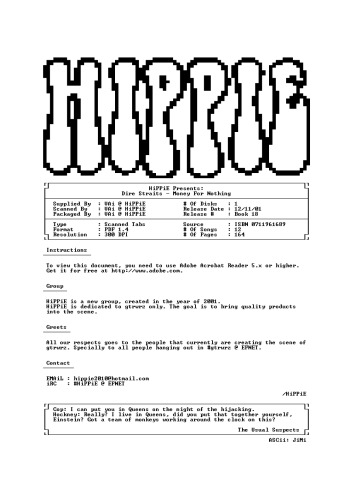 HiPPiE
HiPPiE Presents:
Dire Straits - Money For Nothing
Supplied By : UAi @ HiPPiE # Of Disks : 1
Scanned By : UAi @ HiPPiE Release Date : 12/11/01
Packaged By : UAi @ HiPPiE Release # : Book 18
Type : Scanned Tabs Source : ISBN 0711961689
Format : PDF 1.4 # Of Songs : 12
Resolution : 300 DPI # Of Pages : 164
Instructions
To view this document, you need to use Adobe Acrobat Reader 5.x or higher.
Get it for free at http://www.adobe.com.
Group
HiPPiE is a new group, created in the year of 2001.
HiPPiE is dedicated to gtrwrz only. The goal is to bring quality products
into the scene.
Greets
All our respects goes to the people that currently are creating the scene of
gtrwrz. Specially to all people hanging out in #gtrwrz @ EFNET.
Contact
EMAiL : hippie2010@hotmail.com
iRC : #HiPPiE @ EFNET
/HiPPiE
Cop: I can put you in Queens on the night of the hijacking.
Hockney: Really? I live in Queens, did you put that together yourself,
Einstein? Got a team of monkeys working around the clock on this?
The Usual Suspects
ASCii: JiMi